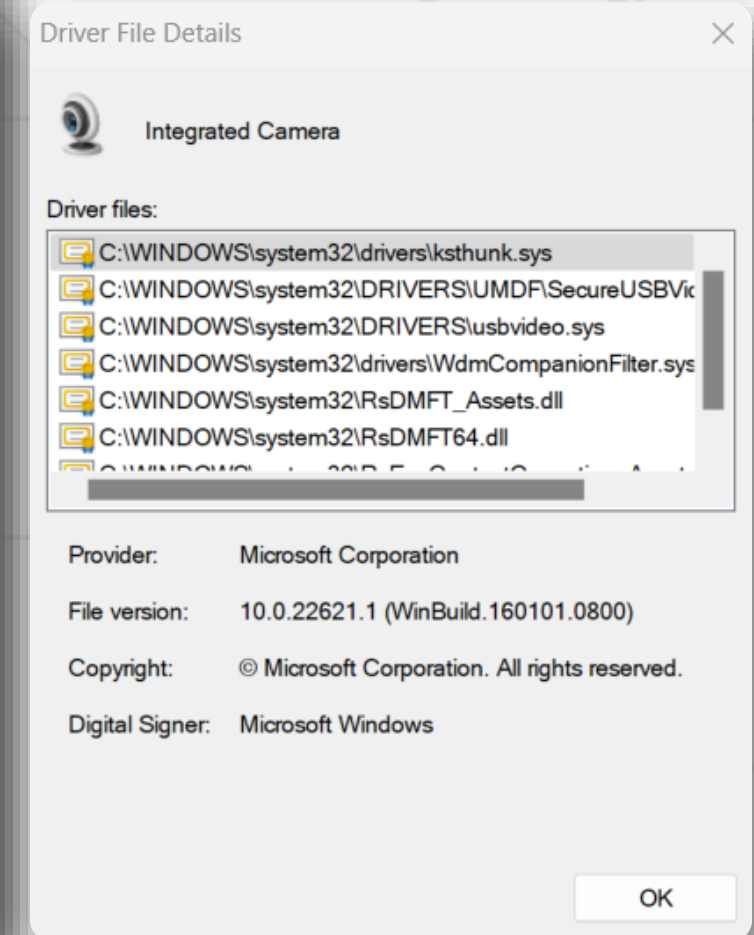 Driver File Details
Integrated Camera
Driver files:
C:\WINDOWS\system32\drivers\ksthunk.sys
C:\WINDOWS\system32\DRIVERS\UMDF\SecureUSBVid
C:\WINDOWS\system32\DRIVERS\usbvideo.sys
C:\WINDOWS\system32\drivers\WdmCompanionFilter.sys
C:\WINDOWS\system32\RsDMFT_Assets.dll
C:\WINDOWS\system32\RsDMFT64.dll
Provider: Microsoft Corporation
File version: 10.0.22621.1 (WinBuild.160101.0800)
Copyright: © Microsoft Corporation. All rights reserved.
Digital Signer: Microsoft Windows
OK